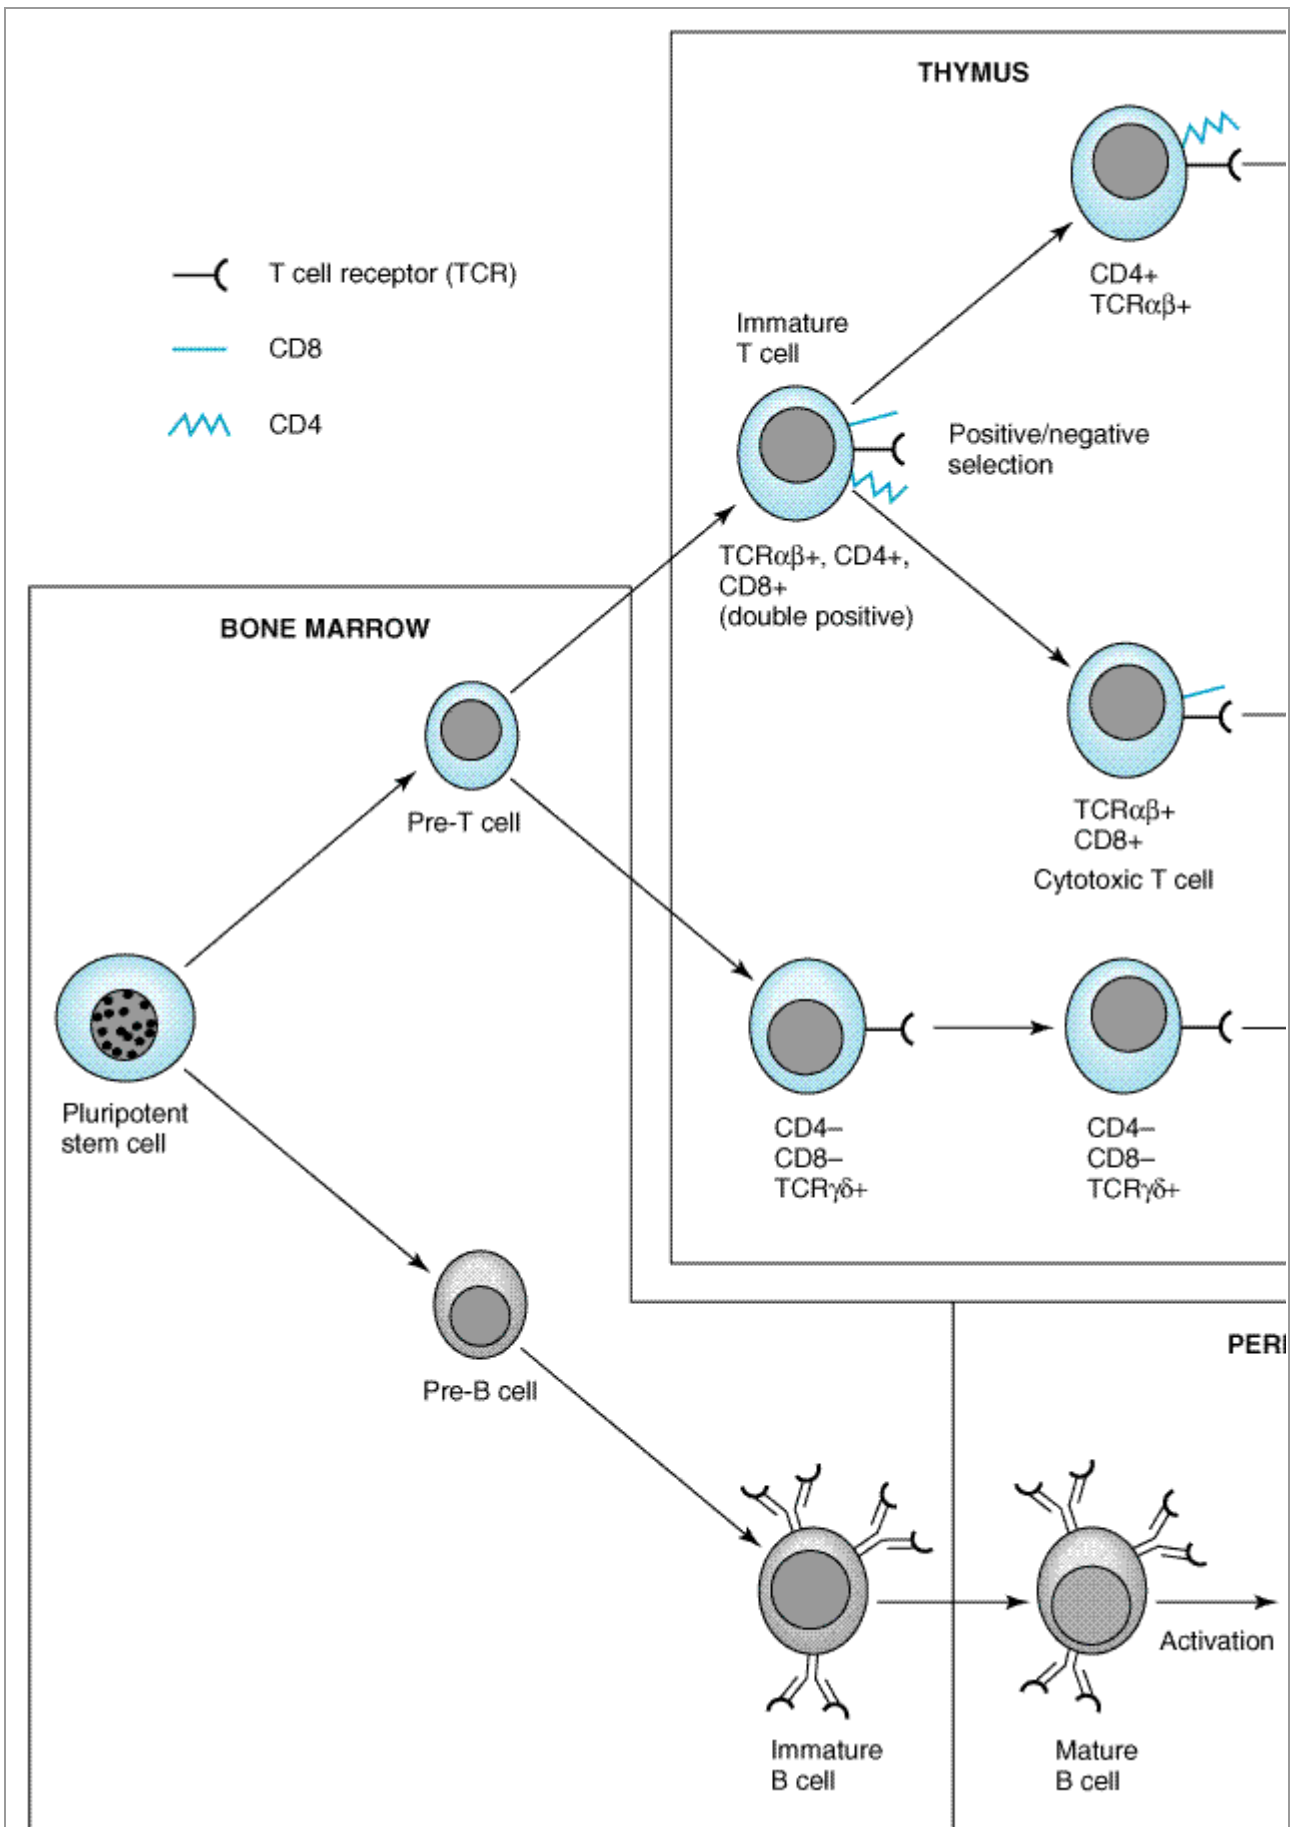 THYMUS
CD4+
TCRαβ+
T cell receptor (TCR)
CD8
CD4
Immature
T cell
Positive/negative
selection
TCRαβ+, CD4+,
CD8+
(double positive)
TCRαβ+
CD8+
Cytotoxic T cell
CD4–
CD8–
TCRγδ+
CD4–
CD8–
TCRγδ+
BONE MARROW
Pre-T cell
Pluripotent
stem cell
Pre-B cell
Immature
B cell
PERI
Mature
B cell
Activation